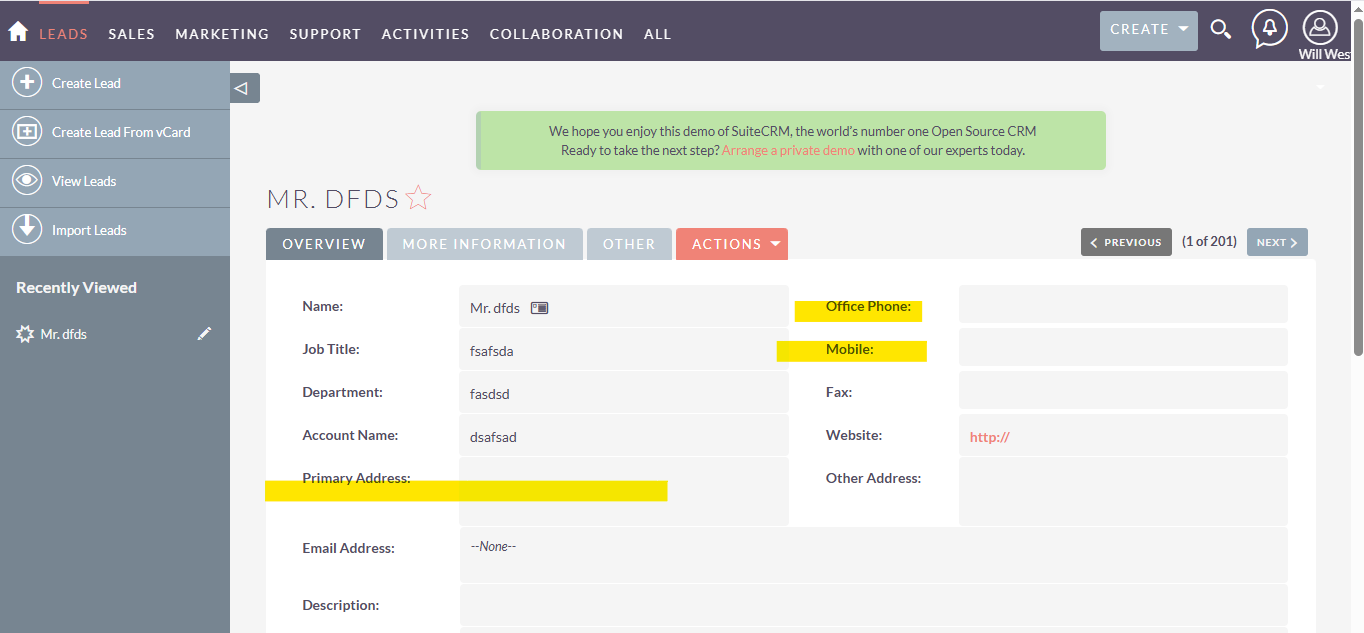 LEADS SALES MARKETING SUPPORT ACTIVITIES COLLABORATION ALL CREATE
Will Wes
Create Lead
Create Lead From vCard
View Leads
Import Leads
Recently Viewed
Mr. dfds
We hope you enjoy this demo of SuiteCRM, the world's number one Open Source CRM
Ready to take the next step? Arrange a private demo with one of our experts today.
MR. DFDS
OVERVIEW MORE INFORMATION OTHER ACTIONS PREVIOUS (1 of 201) NEXT
Name: Mr. dfds Office Phone:
Job Title: fsafsda Mobile:
Department: fasdsd Fax:
Account Name: dsafsad Website: http://
Primary Address: Other Address:
Email Address: --None--
Description: